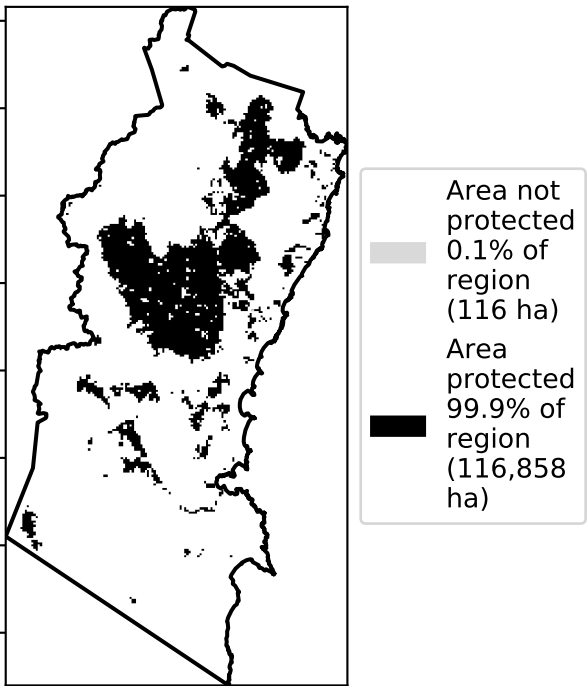 Area not
protected
0.1% of
region
(116 ha)
Area
protected
99.9% of
region
(116,858
ha)